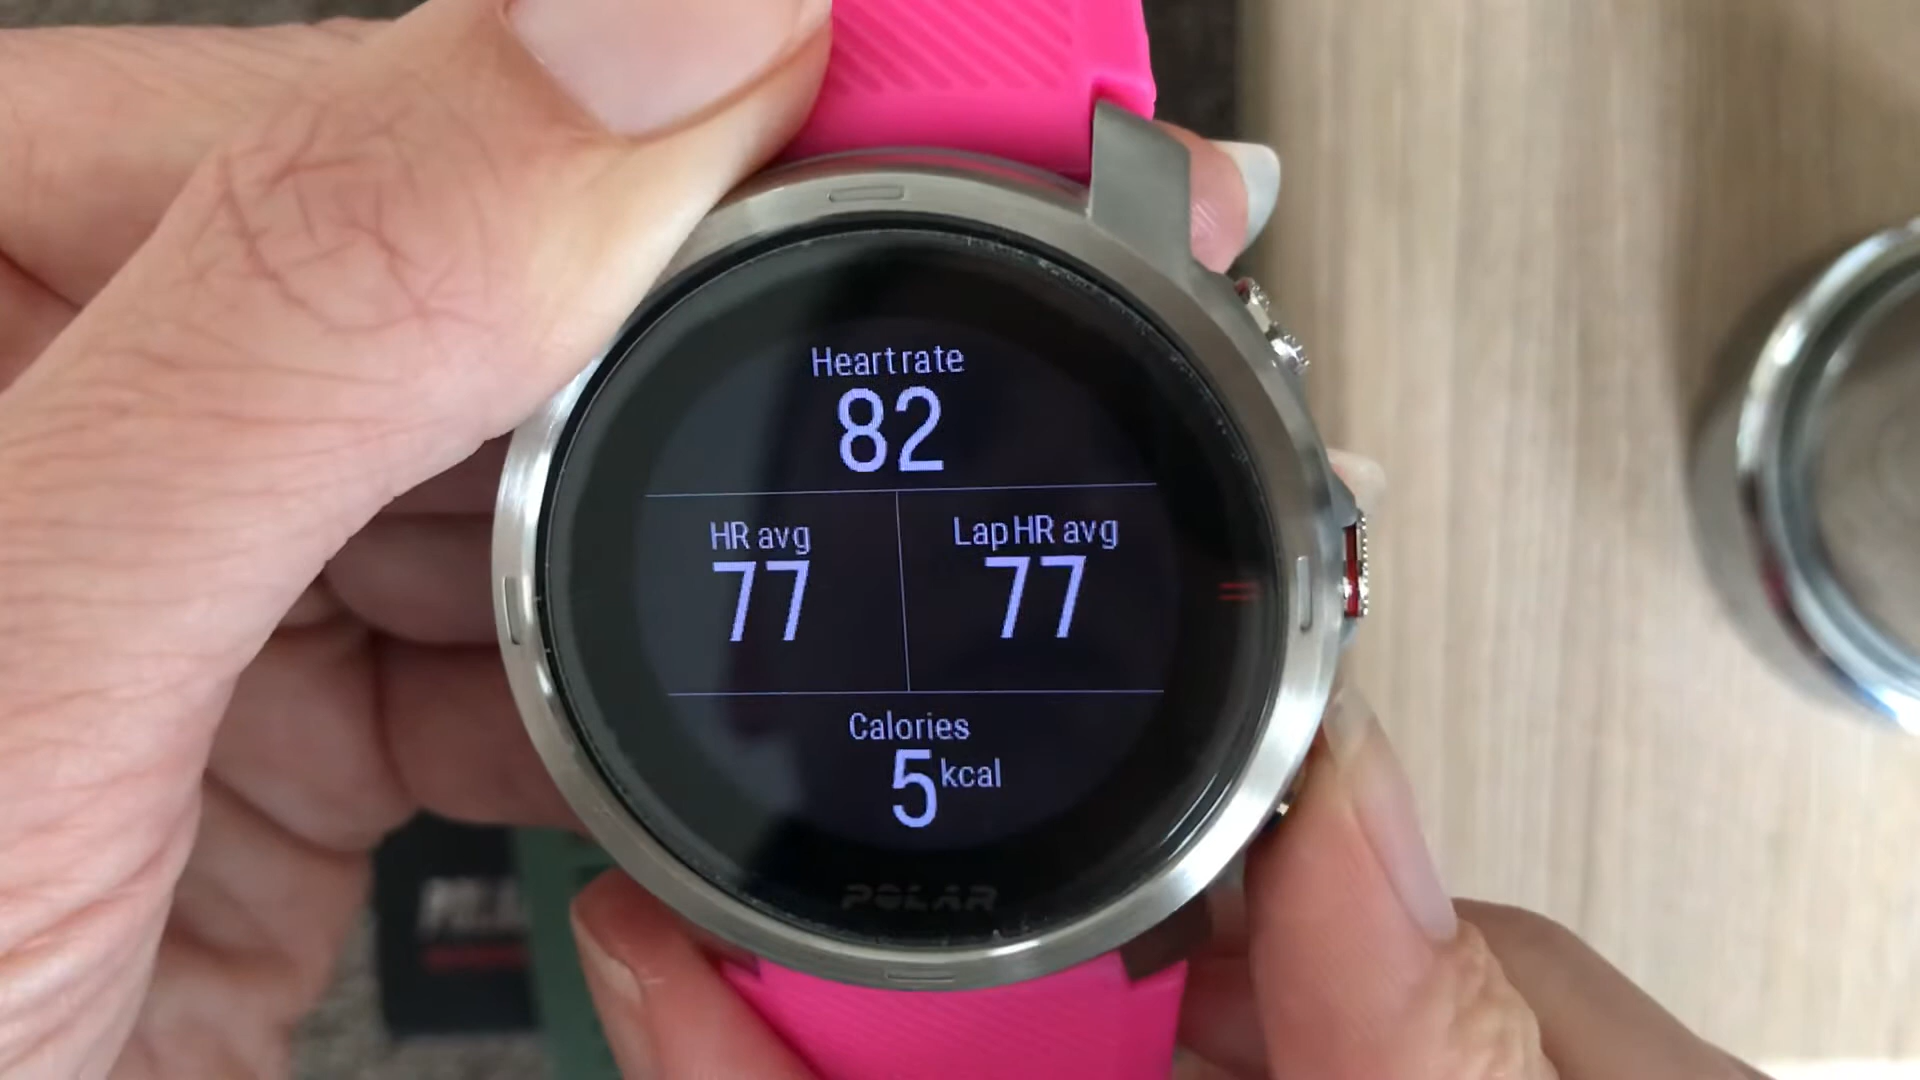 Heart rate
82
HR avg
77
Lap HR avg
77
Calories
5 kcal
POLAR